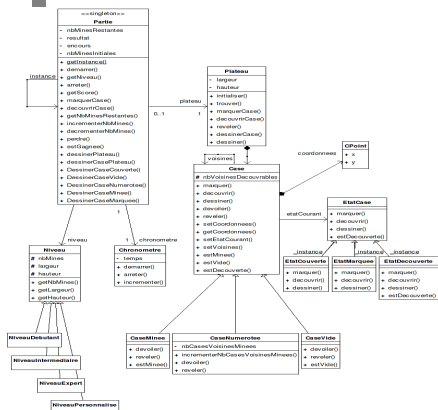 ==singleton==
Partie
- nbMinesRestantes
- resultat
- encours
- nbMinesInitiales
+ getInstance()
+ demarrer()
+ getNiveau()
+ arreter()
+ getScore()
+ marquerCase()
+ decouvrirCase()
+ getNbMinesRestantes()
+ incrementerNbMines()
+ decrementerNbMines()
+ perdre()
+ estGagnee()
+ dessinerPlateau()
+ dessinerCasePlateau()
+ DessinerCaseCouverte()
+ DessinerCaseVide()
+ DessinerCaseNumerotee()
+ DessinerCaseMinee()
+ DessinerCaseMarquee()
instance
plateau
0..1
1
Plateau
- largeur
- hauteur
+ initialiser()
+ trouver()
+ marquerCase()
+ decouvrirCase()
+ reveler()
+ dessinerCase()
+ dessiner()
voisines
Case
# nbVoisinesDecouvrables
+ marquer()
+ decouvrir()
+ dessiner()
+ devoiler()
+ reveler()
+ setCoordonnees()
+ getCoordonnees()
+ setEtatCourant()
+ setVoisines()
+ estMinee()
+ estVide()
+ estDecouverte()
coordonnees
CPoint
+ x
+ y
etatCourant
EtatCase
+ marquer()
+ decouvrir()
+ dessiner()
+ estDecouverte()
instance
instance
instance
EtatCouverte
+ marquer()
+ decouvrir()
+ dessiner()
EtatMarquee
+ marquer()
+ decouvrir()
+ dessiner()
EtatDecouverte
+ marquer()
+ decouvrir()
+ dessiner()
+ estDecouverte()
1
1
niveau
chronometre
Niveau
# nbMines
# largeur
# hauteur
+ getNbMines()
+ getLargeur()
+ getHauteur()
Chronometre
- temps
+ demarrer()
+ arreter()
+ incrementer()
NiveauDebutant
NiveauIntermediaire
NiveauExpert
NiveauPersonnalise
CaseMinee
+ devoiler()
+ reveler()
+ estMinee()
CaseNumerotee
- nbCasesVoisinesMinees
+ incrementerNbCasesVoisinesMinees()
+ devoiler()
+ reveler()
CaseVide
+ devoiler()
+ reveler()
+ estVide()